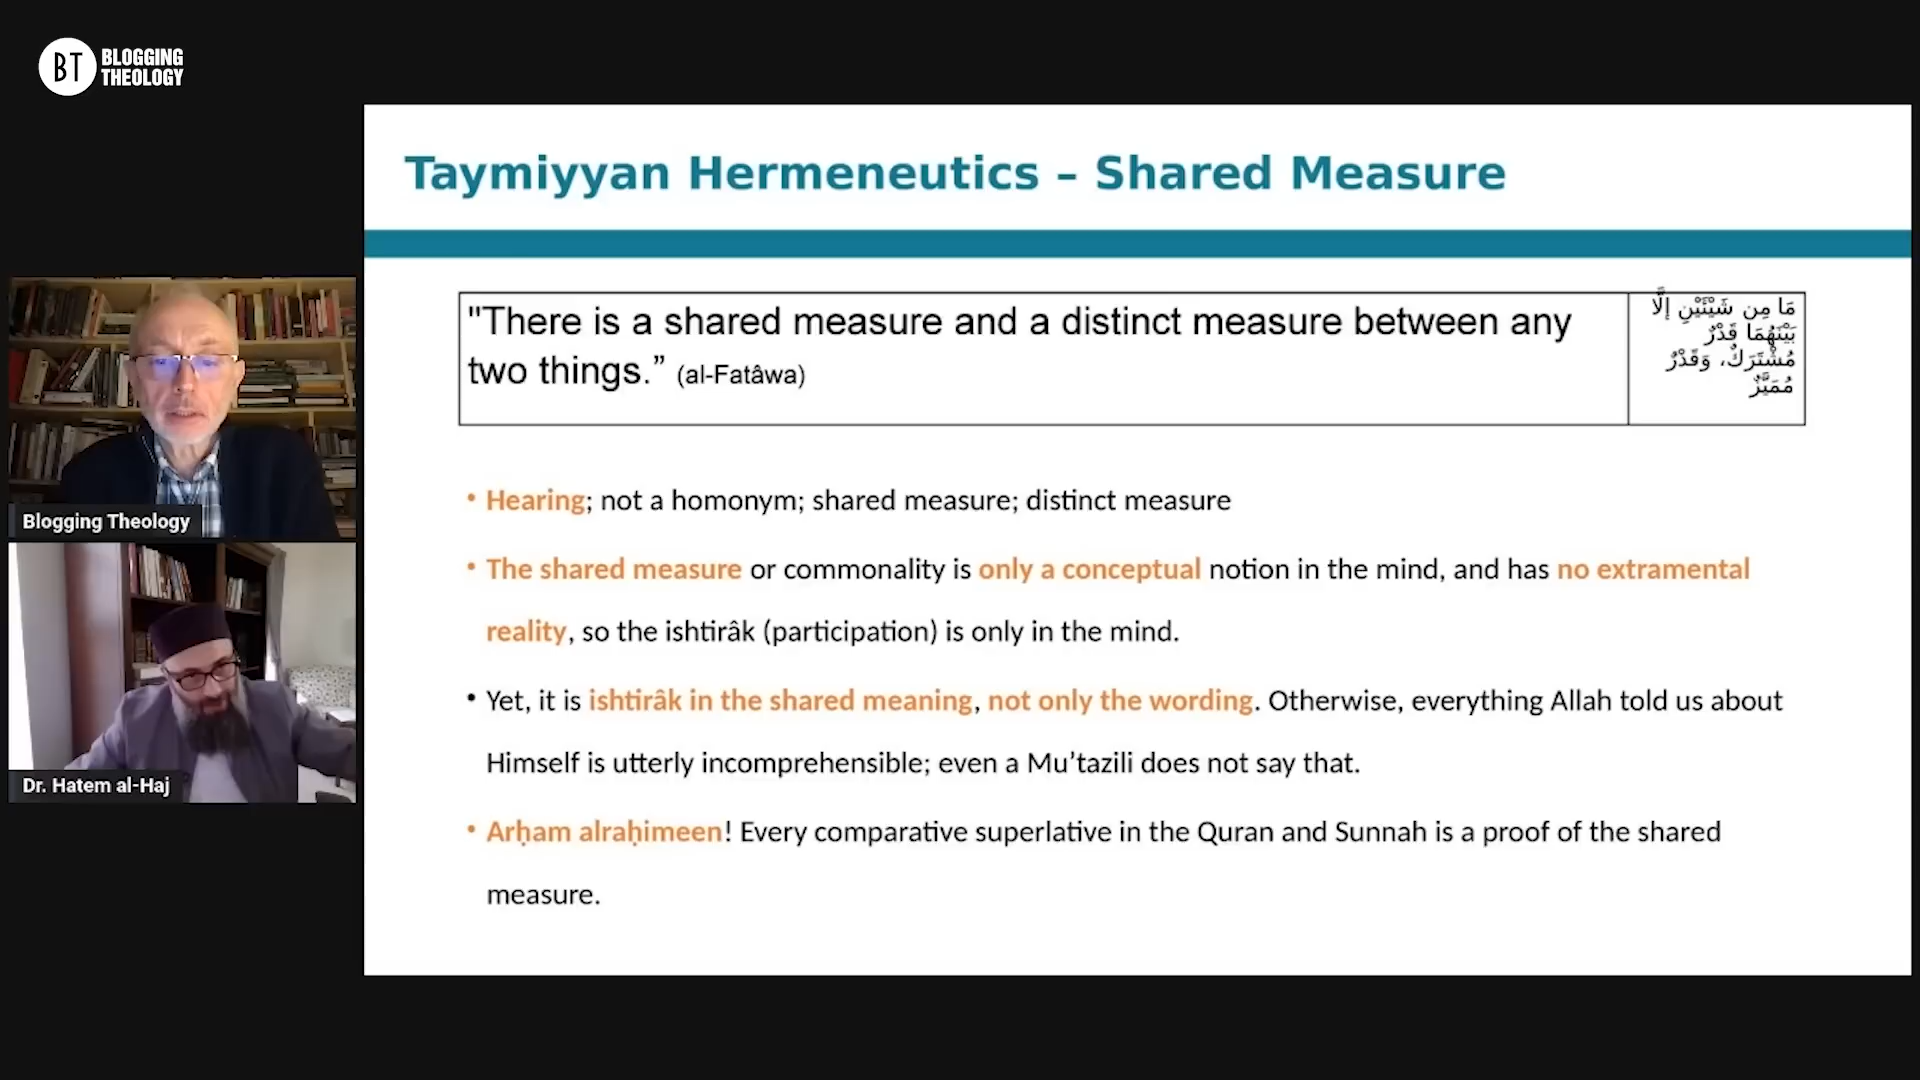 BT BLOGGING
THEOLOGY
Taymiyyan Hermeneutics – Shared Measure
"There is a shared measure and a distinct measure between any
two things.” (al-Fatâwa)
مَا مِن شَيْئَيْنِ إلَّا
بَيْنَهُمَا قَدْرٌ
مُشْتَرَكٌ، وَقَدْرٌ
مُمَيَّزٌ
• Hearing; not a homonym; shared measure; distinct measure
• The shared measure or commonality is only a conceptual notion in the mind, and has no extramental
reality, so the ishtirâk (participation) is only in the mind.
• Yet, it is ishtirâk in the shared meaning, not only the wording. Otherwise, everything Allah told us about
Himself is utterly incomprehensible; even a Mu’tazili does not say that.
• Arḥam alraḥimeen! Every comparative superlative in the Quran and Sunnah is a proof of the shared
measure.
Blogging Theology
Dr. Hatem al-Haj